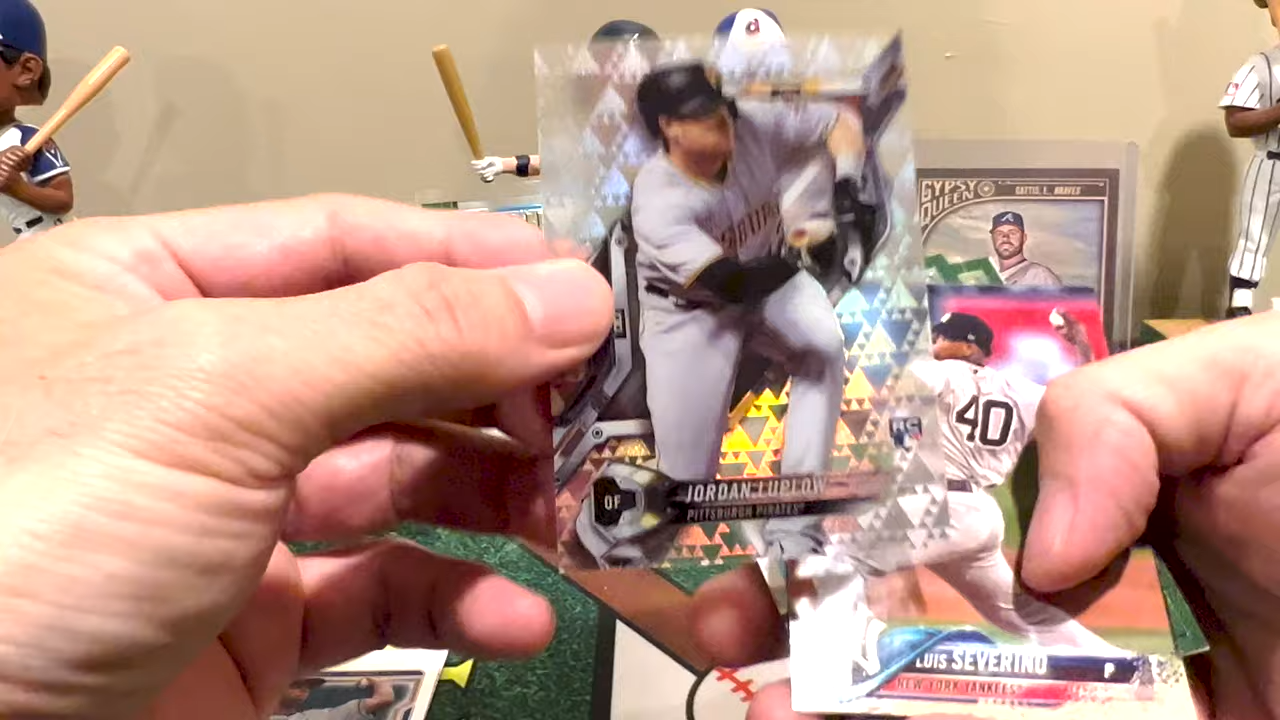 GYPSY
QUEEN
GATTIS, L. BRAVES
40
OF
JORDAN LUPLOW
PITTSBURGH PIRATES
LUIS SEVERINO
P
NEW YORK YANKEES